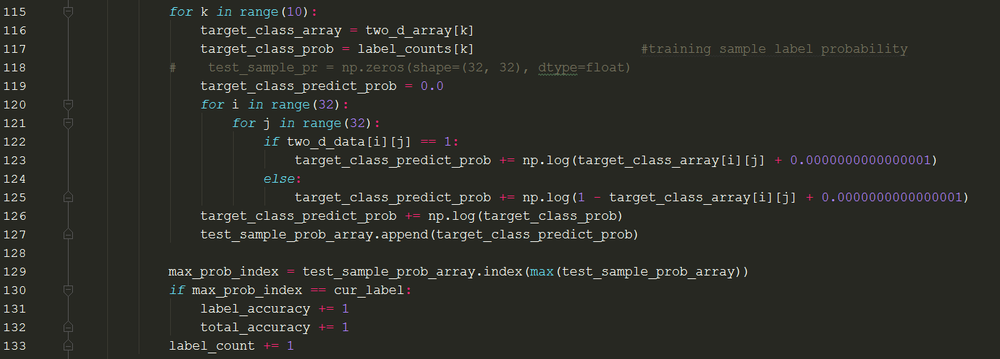 115 for k in range(10):
116 target_class_array = two_d_array[k]
117 target_class_prob = label_counts[k] #training sample label probability
118 # test_sample_pr = np.zeros(shape=(32, 32), dtype=float)
119 target_class_predict_prob = 0.0
120 for i in range(32):
121 for j in range(32):
122 if two_d_data[i][j] == 1:
123 target_class_predict_prob += np.log(target_class_array[i][j] + 0.0000000000000001)
124 else:
125 target_class_predict_prob += np.log(1 - target_class_array[i][j] + 0.0000000000000001)
126 target_class_predict_prob += np.log(target_class_prob)
127 test_sample_prob_array.append(target_class_predict_prob)
128
129 max_prob_index = test_sample_prob_array.index(max(test_sample_prob_array))
130 if max_prob_index == cur_label:
131 label_accuracy += 1
132 total_accuracy += 1
133 label_count += 1